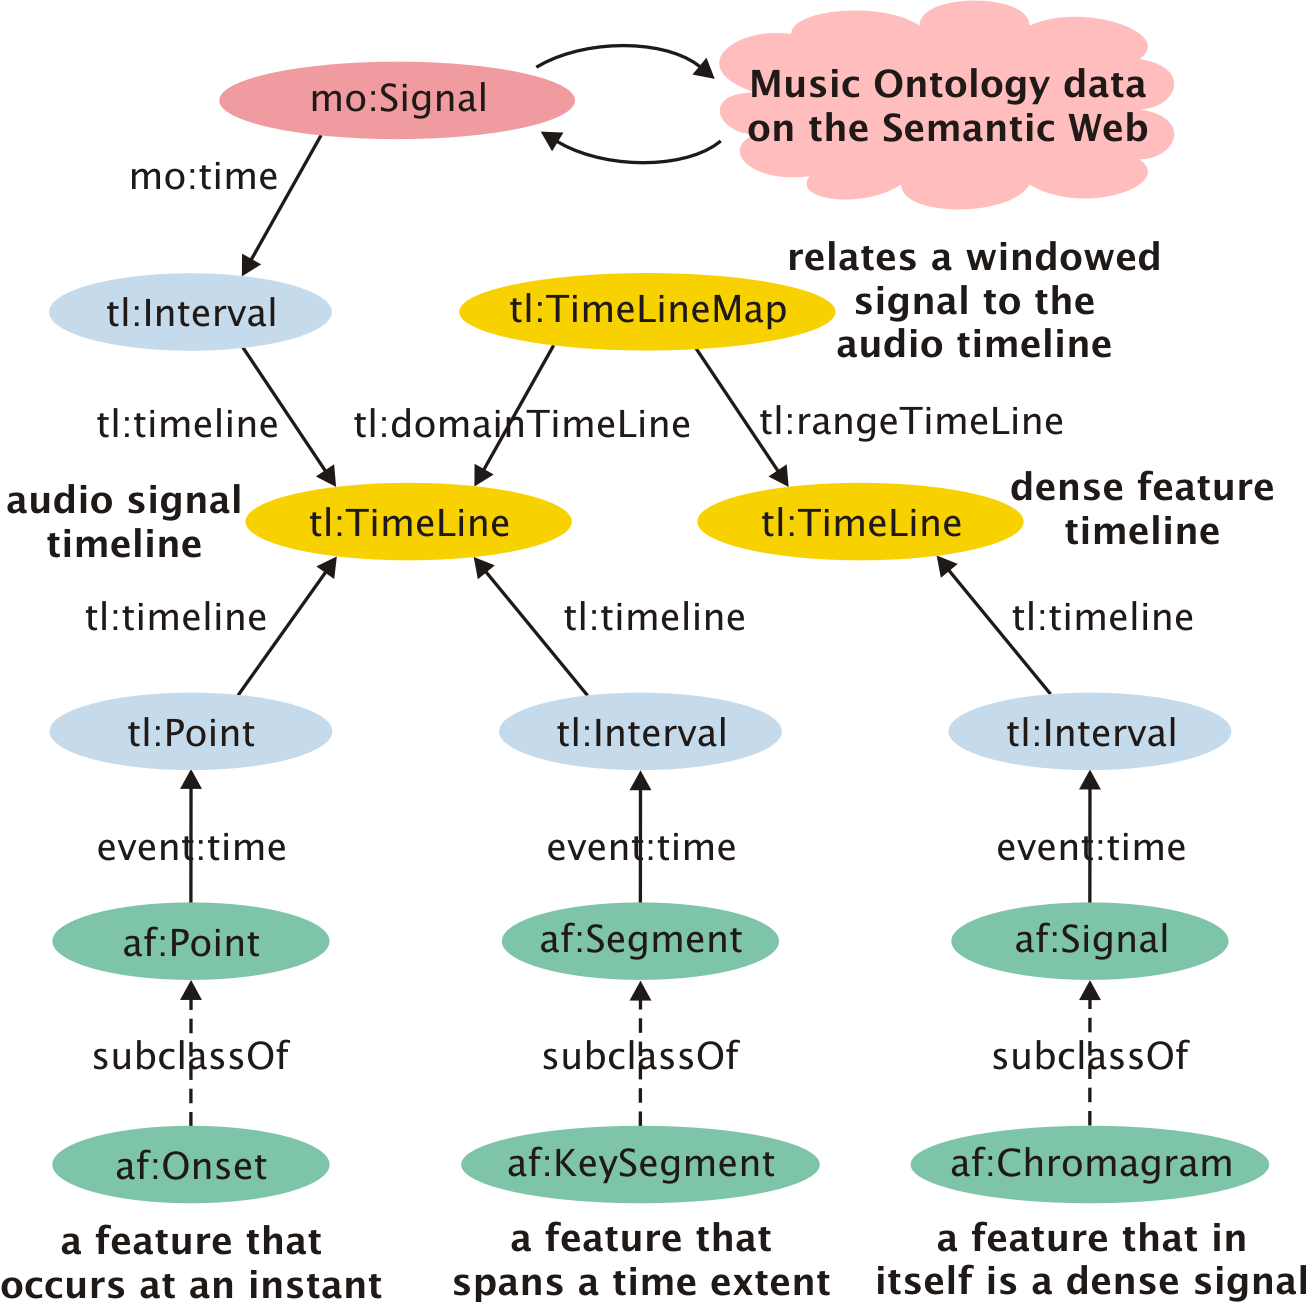 mo:Signal
Music Ontology data
on the Semantic Web
mo:time
relates a windowed
signal to the
audio timeline
tl:Interval
tl:TimeLineMap
tl:timeline
tl:domainTimeLine
tl:rangeTimeLine
audio signal
timeline
tl:TimeLine
tl:TimeLine
dense feature
timeline
tl:timeline
tl:timeline
tl:timeline
tl:Point
tl:Interval
tl:Interval
event:time
event:time
event:time
af:Point
af:Segment
af:Signal
subclassOf
subclassOf
subclassOf
af:Onset
af:KeySegment
af:Chromagram
a feature that
occurs at an instant
a feature that
spans a time extent
a feature that in
itself is a dense signal